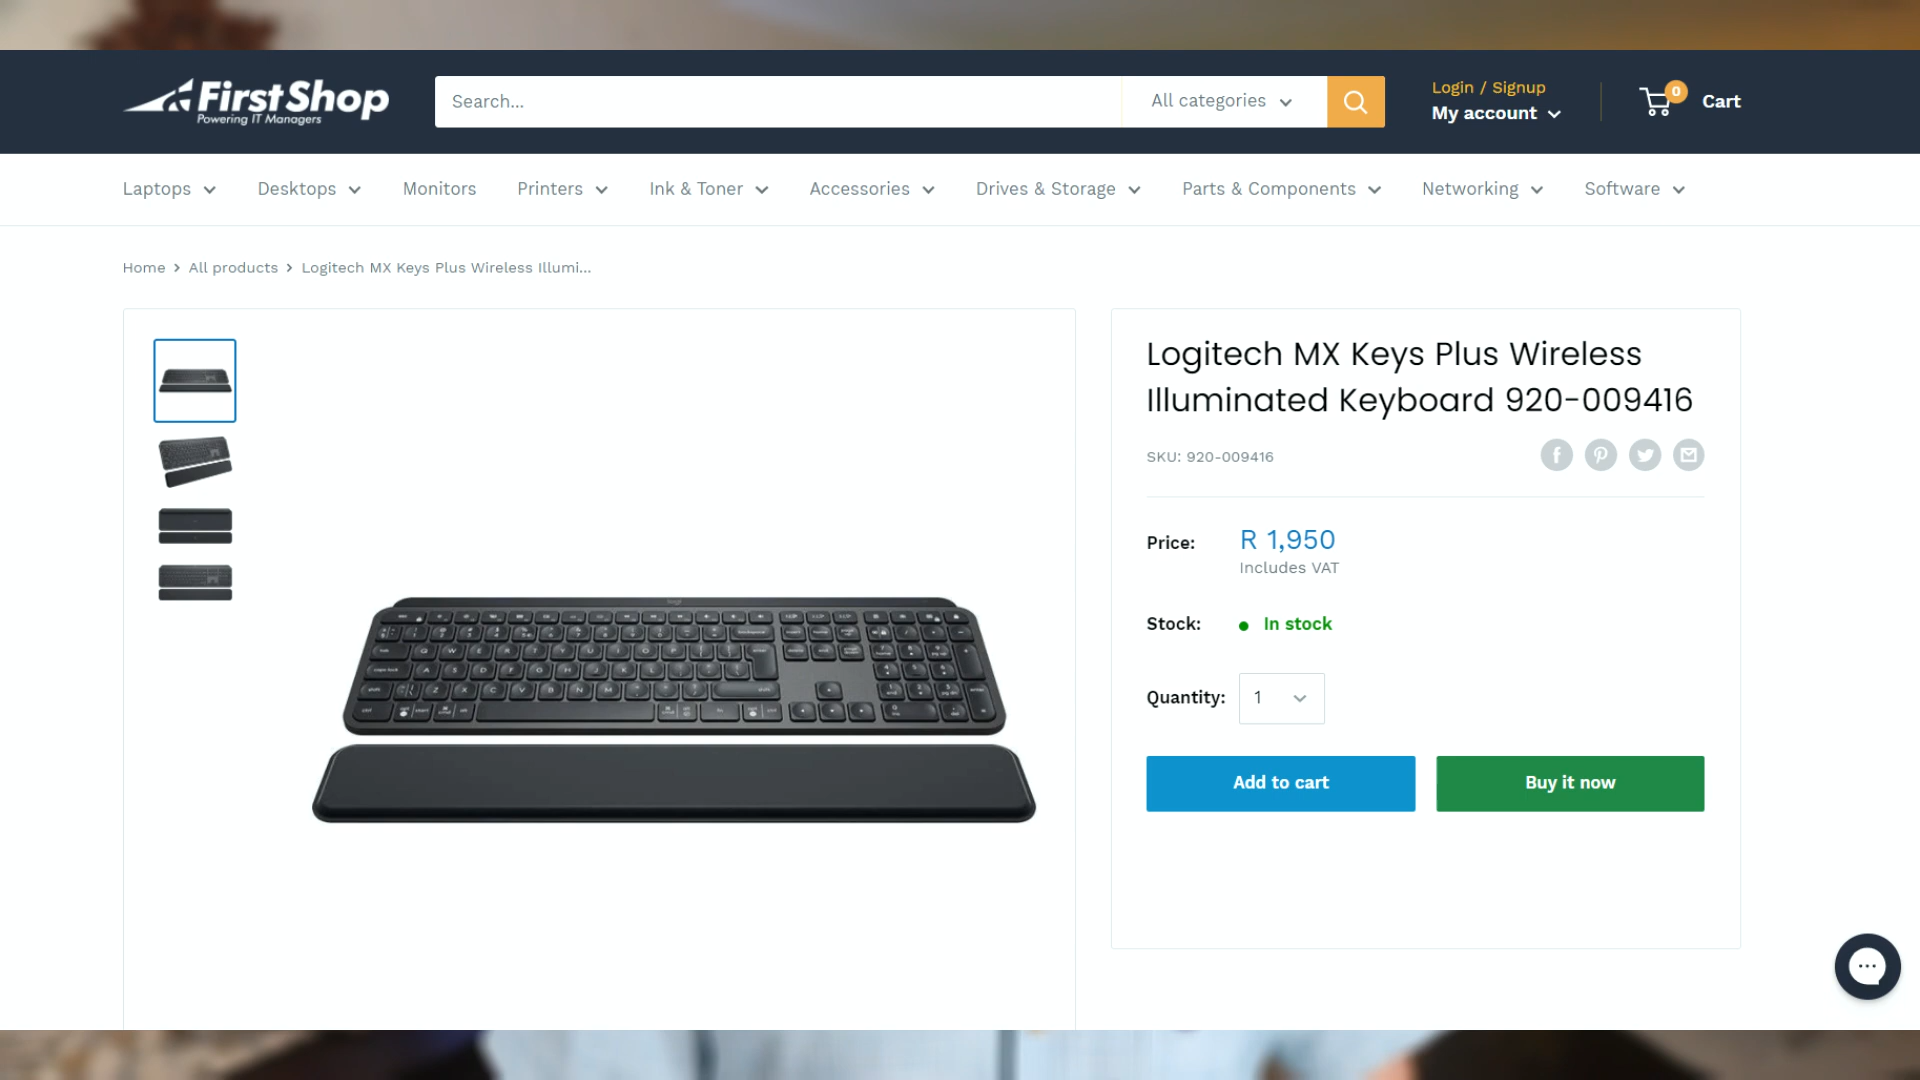 FirstShop
Powering IT Managers
Search...
All categories
Login / Signup
My account
0
Cart
Laptops
Desktops
Monitors
Printers
Ink & Toner
Accessories
Drives & Storage
Parts & Components
Networking
Software
Home > All products > Logitech MX Keys Plus Wireless Illumi...
Logitech MX Keys Plus Wireless
Illuminated Keyboard 920-009416
SKU: 920-009416
Price: R 1,950
Includes VAT
Stock: In stock
Quantity: 1
Add to cart
Buy it now